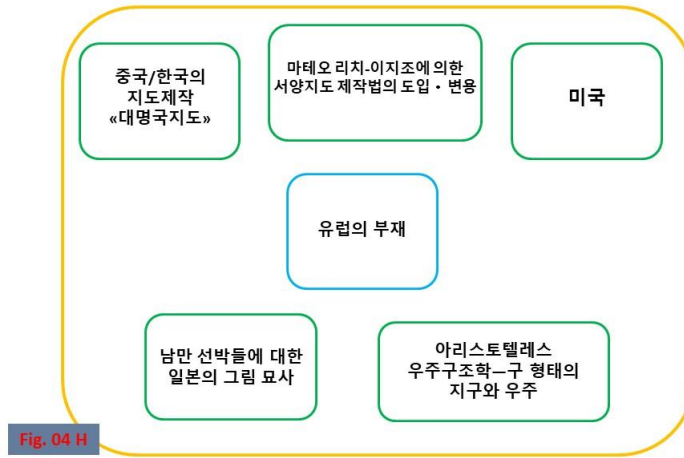 중국/한국의
지도제작
«대명국지도»
마테오 리치-이지조에 의한
서양지도 제작법의 도입・변용
미국
유럽의 부재
남만 선박들에 대한
일본의 그림 묘사
아리스토텔레스
우주구조학—구 형태의
지구와 우주
Fig. 04 H